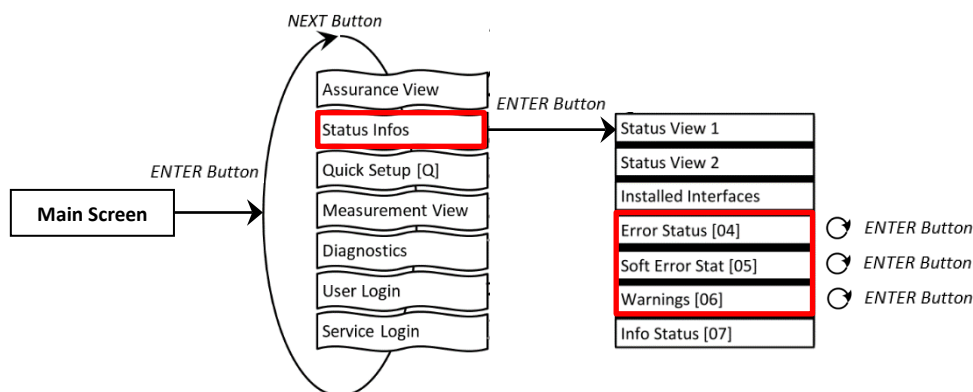 NEXT Button
Assurance View
Status Infos
Quick Setup [Q]
Measurement View
Diagnostics
User Login
Service Login
ENTER Button
Main Screen
ENTER Button
Status View 1
Status View 2
Installed Interfaces
Error Status [04]
ENTER Button
Soft Error Stat [05]
ENTER Button
Warnings [06]
ENTER Button
Info Status [07]